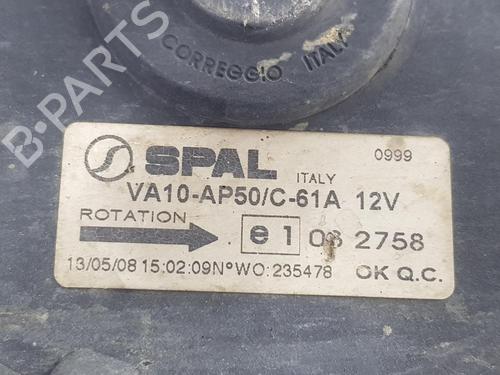 CORREGGIO ITALY
B-PARTS
SPAL
ITALY
0999
VA10-AP50/C-61A 12V
ROTATION
e1 03 2758
13/05/08 15:02:09N°WO:235478 OK Q.C.